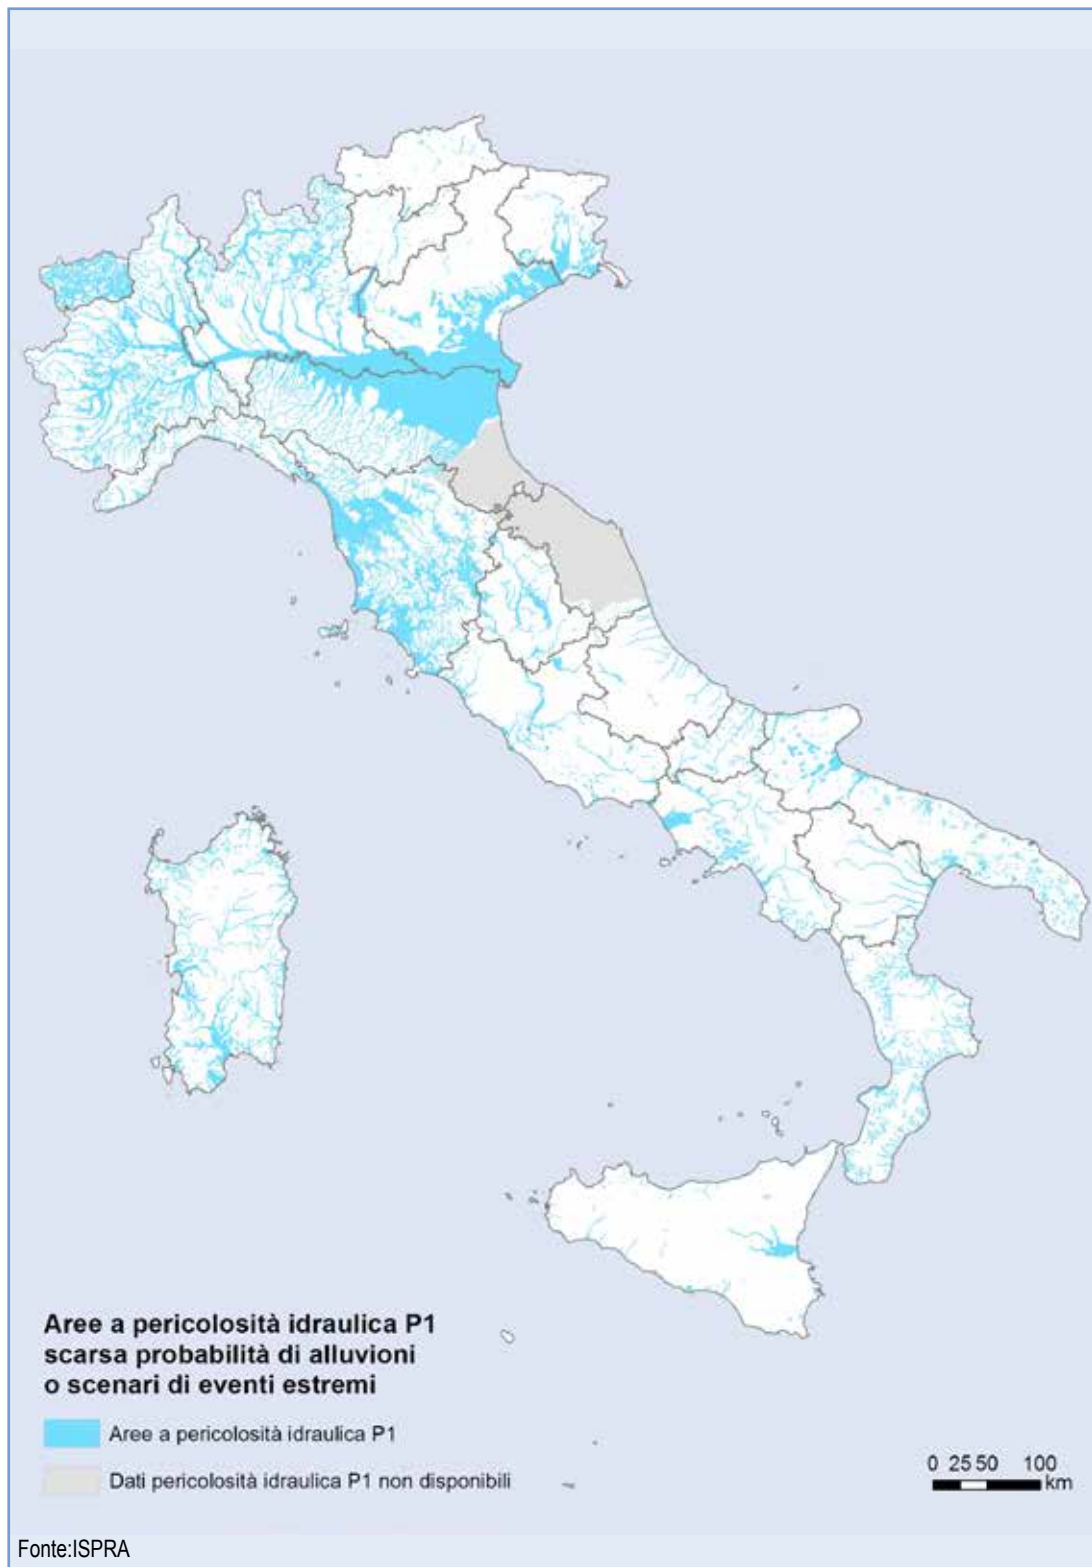 Aree a pericolosità idraulica P1
scarsa probabilità di alluvioni
o scenari di eventi estremi
Aree a pericolosità idraulica P1
Dati pericolosità idraulica P1 non disponibili
0 25 50 100
km
Fonte:ISPRA